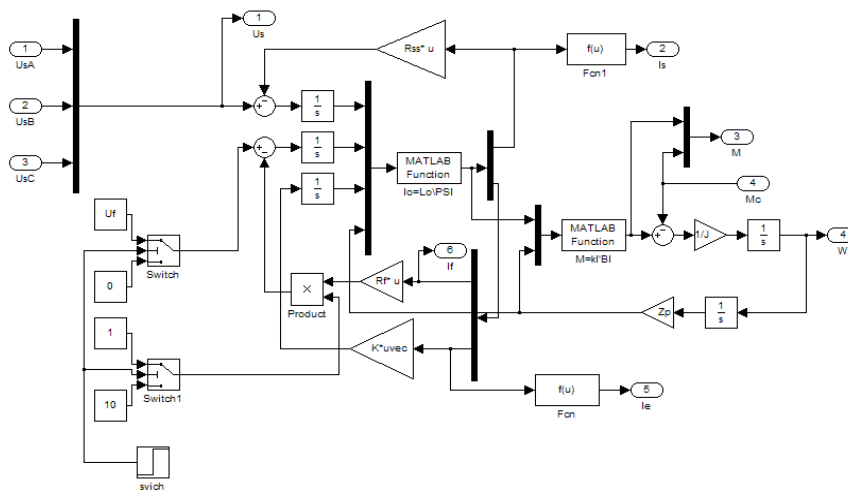 1
Us
1
UsA
2
UsB
3
UsC
Rss* u
f(u)
Fcn1
2
Is
1
s
1
s
1
s
MATLAB
Function
Io=Lo\PSI
3
M
4
Mc
MATLAB
Function
M=kI'BI
1/J
1
s
4
W
Uf
0
Switch
6
If
Rf* u
×
Product
Zp
1
s
1
10
Switch1
K*uvec
f(u)
Fcn
5
Ie
svich